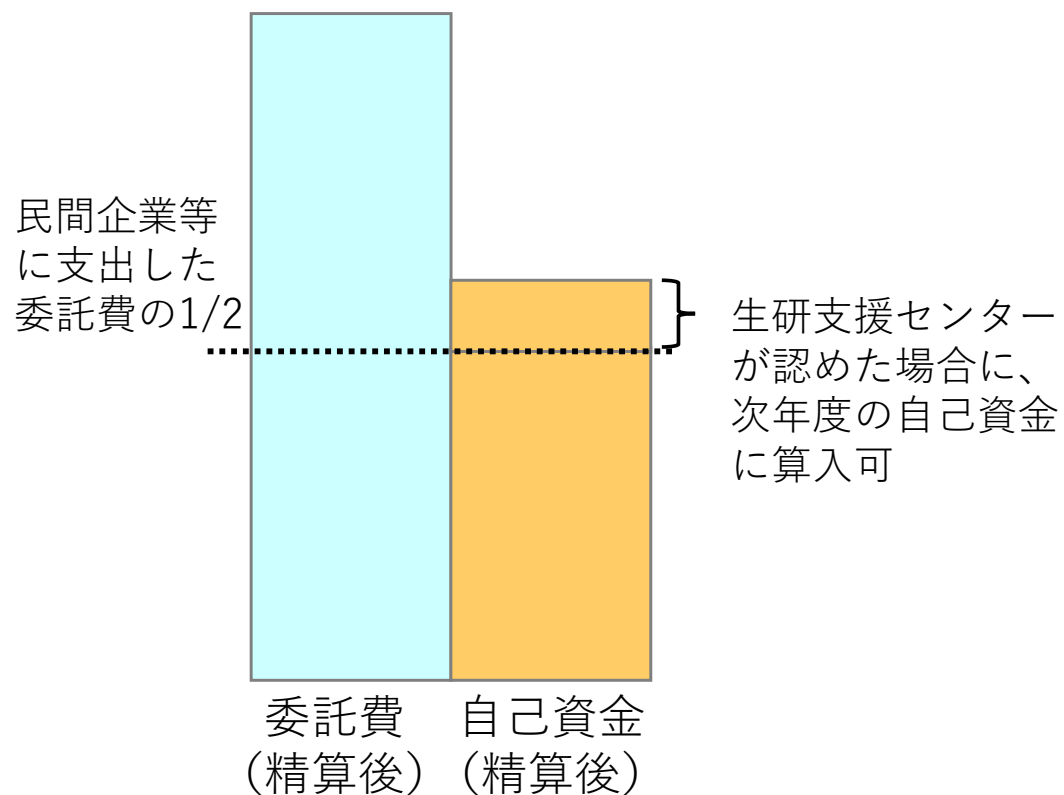 民間企業等
に支出した
委託費の1/2
生研支援センター
が認めた場合に、
次年度の自己資金
に算入可
委託費
（精算後）
自己資金
（精算後）